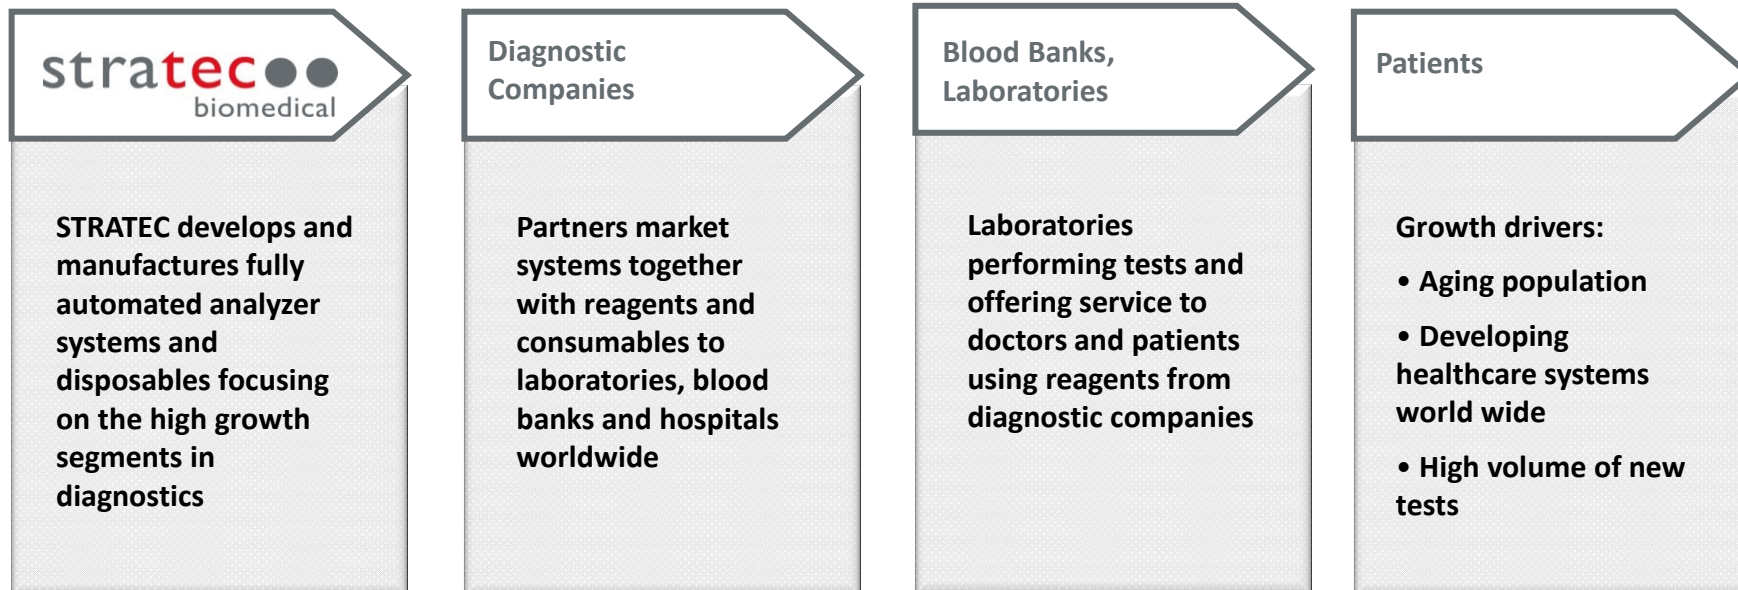 stratec
biomedical
STRATEC develops and
manufactures fully
automated analyzer
systems and
disposables focusing
on the high growth
segments in
diagnostics
Diagnostic
Companies
Partners market
systems together
with reagents and
consumables to
laboratories, blood
banks and hospitals
worldwide
Blood Banks,
Laboratories
Laboratories
performing tests and
offering service to
doctors and patients
using reagents from
diagnostic companies
Patients
Growth drivers:
• Aging population
• Developing
healthcare systems
world wide
• High volume of new
tests